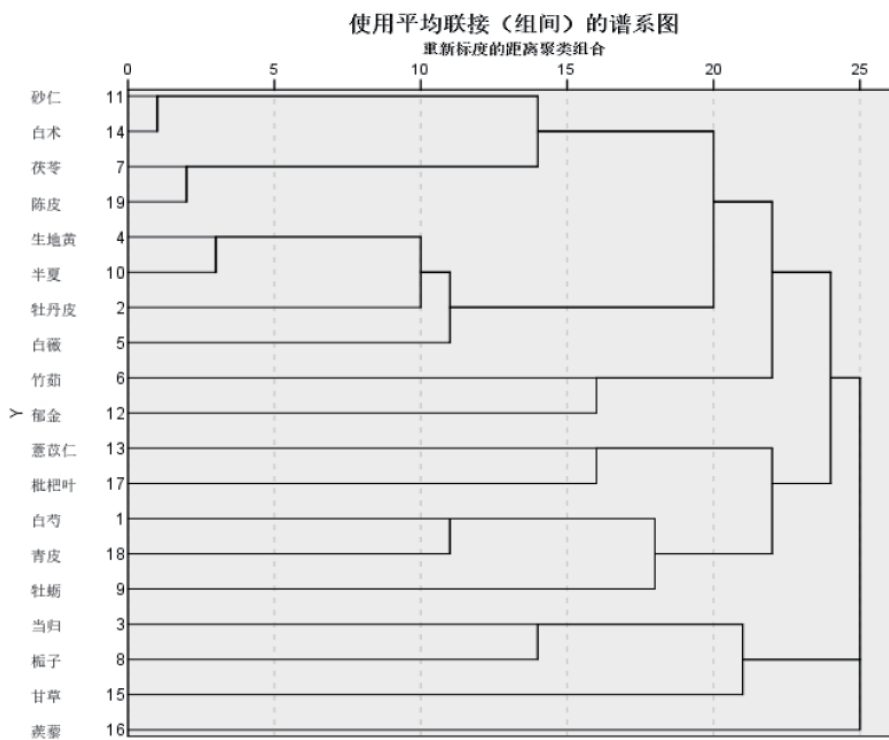 使用平均联接（组间）的谱系图
重新标度的距离聚类组合
0 5 10 15 20 25
砂仁 11
白术 14
茯苓 7
陈皮 19
生地黄 4
半夏 10
牡丹皮 2
白薇 5
竹茹 6
Y
郁金 12
薏苡仁 13
枇杷叶 17
白芍 1
青皮 18
牡蛎 9
当归 3
栀子 8
甘草 15
蒺藜 16